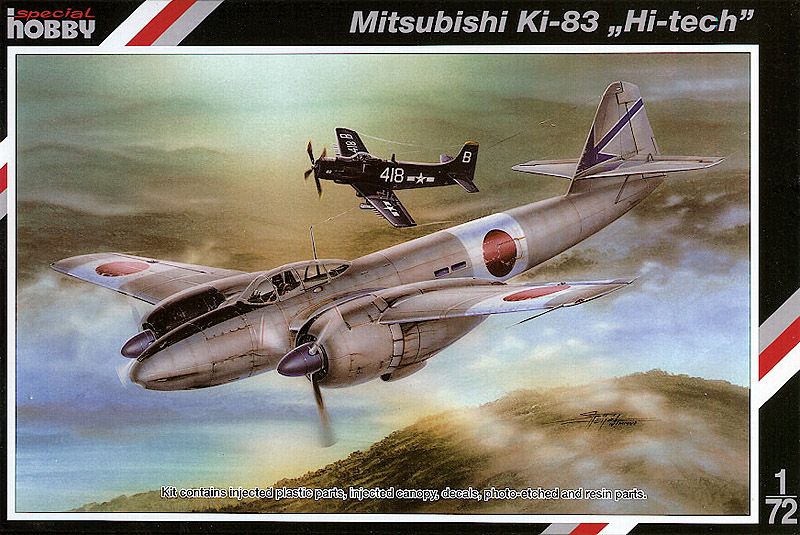 special
hobby
Mitsubishi Ki-83 „Hi-tech”
418 B
B
418
Kit contains injected plastic parts, injected canopy, decals, photo-etched and resin parts.
1
72